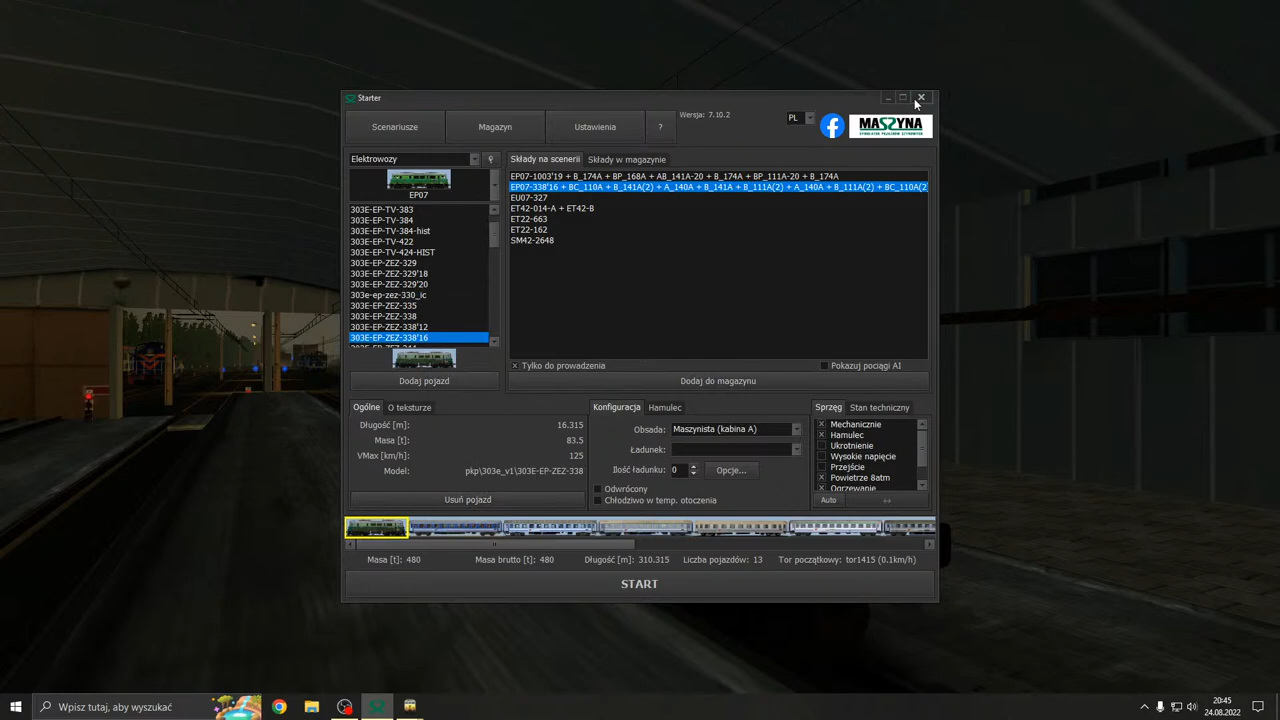 Starter
Scenariusze
Magazyn
Ustawienia
?
Wersja: 7.10.2
PL
MASZYNA
Elektrowozy
EP07
303E-EP-TV-383
303E-EP-TV-384
303E-EP-TV-384-hist
303E-EP-TV-422
303E-EP-TV-424-HIST
303E-EP-ZEZ-329
303E-EP-ZEZ-329'18
303E-EP-ZEZ-329'20
303e-ep-zez-330_ic
303E-EP-ZEZ-335
303E-EP-ZEZ-338
303E-EP-ZEZ-338'12
303E-EP-ZEZ-338'16
Dodaj pojazd
Składy na scenerii
Składy w magazynie
EP07-1003'19 + B_174A + BP_168A + AB_141A-20 + B_174A + BP_111A-20 + B_174A
EP07-338'16 + BC_110A + B_141A(2) + A_140A + B_141A + B_111A(2) + A_140A + B_111A(2) + BC_110A(2
EU07-327
ET42-014-A + ET42-B
ET22-663
ET22-162
SM42-2648
Tylko do prowadzenia
Pokazuj pociągi AI
Dodaj do magazynu
Ogólne
O teksturze
Długość [m]: 16.315
Masa [t]: 83.5
VMax [km/h]: 125
Model: pkp\303e_v1\303E-EP-ZEZ-338
Usuń pojazd
Konfiguracja
Hamulec
Obsada: Maszynista (kabina A)
Ładunek:
Ilość ładunku: 0
Opcje...
Odwrócony
Chłodziwo w temp. otoczenia
Sprzęg
Stan techniczny
Mechanicznie
Hamulec
Ukrotnienie
Wysokie napięcie
Przejście
Powietrze 8atm
Ogrzewanie
Auto
Masa [t]: 480
Masa brutto [t]: 480
Długość [m]: 310.315
Liczba pojazdów: 13
Tor początkowy: tor1415 (0.1km/h)
START
Wpisz tutaj, aby wyszukać
20:45
24.08.2022